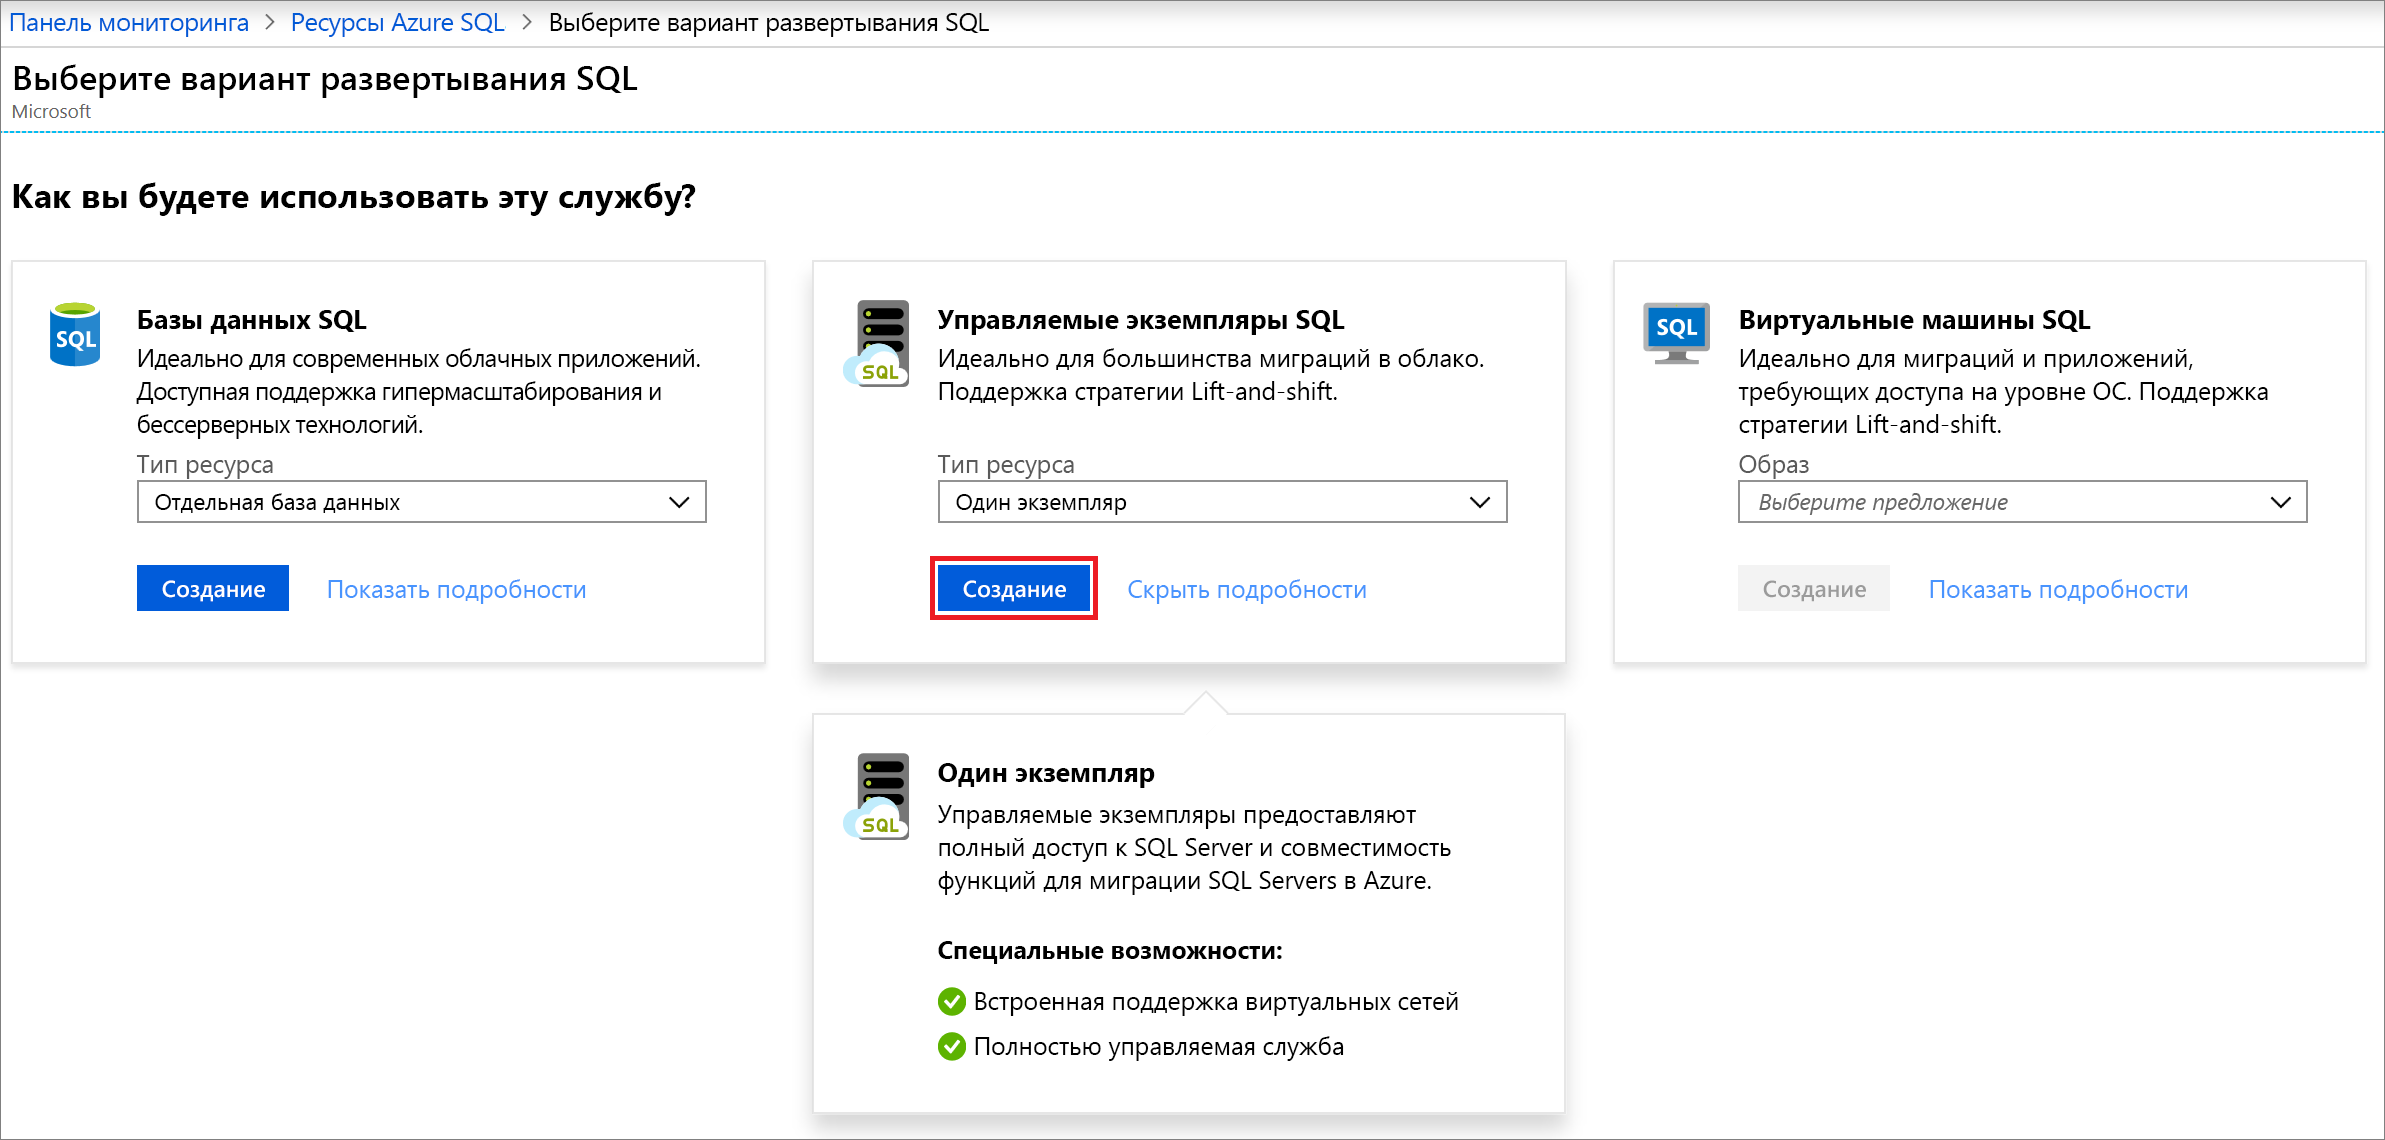 Панель мониторинга > Ресурсы Azure SQL > Выберите вариант развертывания SQL
Выберите вариант развертывания SQL
Microsoft
Как вы будете использовать эту службу?
SQL
Базы данных SQL
Идеально для современных облачных приложений.
Доступная поддержка гипермасштабирования и
бессерверных технологий.
Тип ресурса
Отдельная база данных
Создание
Показать подробности
SQL
Управляемые экземпляры SQL
Идеально для большинства миграций в облако.
Поддержка стратегии Lift-and-shift.
Тип ресурса
Один экземпляр
Создание
Скрыть подробности
SQL
Виртуальные машины SQL
Идеально для миграций и приложений,
требующих доступа на уровне ОС. Поддержка
стратегии Lift-and-shift.
Образ
Выберите предложение
Создание
Показать подробности
SQL
Один экземпляр
Управляемые экземпляры предоставляют
полный доступ к SQL Server и совместимость
функций для миграции SQL Servers в Azure.
Специальные возможности:
Встроенная поддержка виртуальных сетей
Полностью управляемая служба